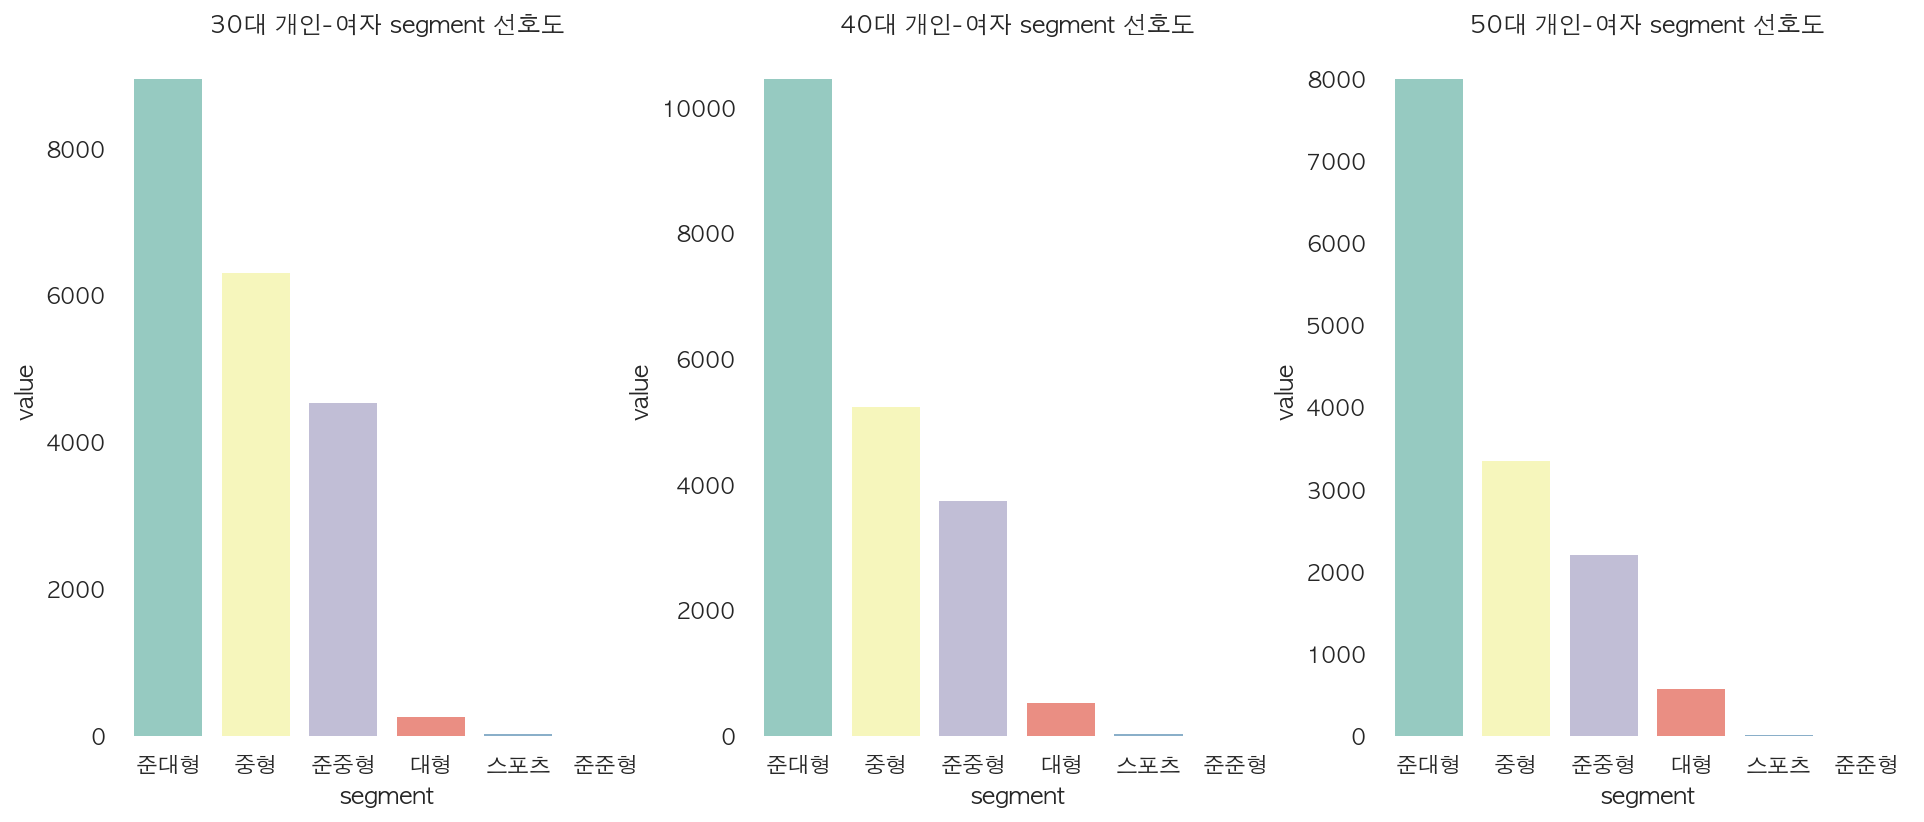 30대 개인-여자 segment 선호도
8000
6000
4000
2000
0
value
준대형 중형 준중형 대형 스포츠 준준형
segment
40대 개인-여자 segment 선호도
10000
8000
6000
4000
2000
0
value
준대형 중형 준중형 대형 스포츠 준준형
segment
50대 개인-여자 segment 선호도
8000
7000
6000
5000
4000
3000
2000
1000
0
value
준대형 중형 준중형 대형 스포츠 준준형
segment